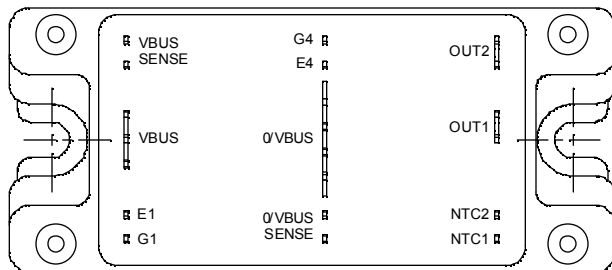 VBUS
SENSE
G4
E4
OUT2
VBUS
0/VBUS
OUT1
E1
G1
0/VBUS
SENSE
NTC2
NTC1